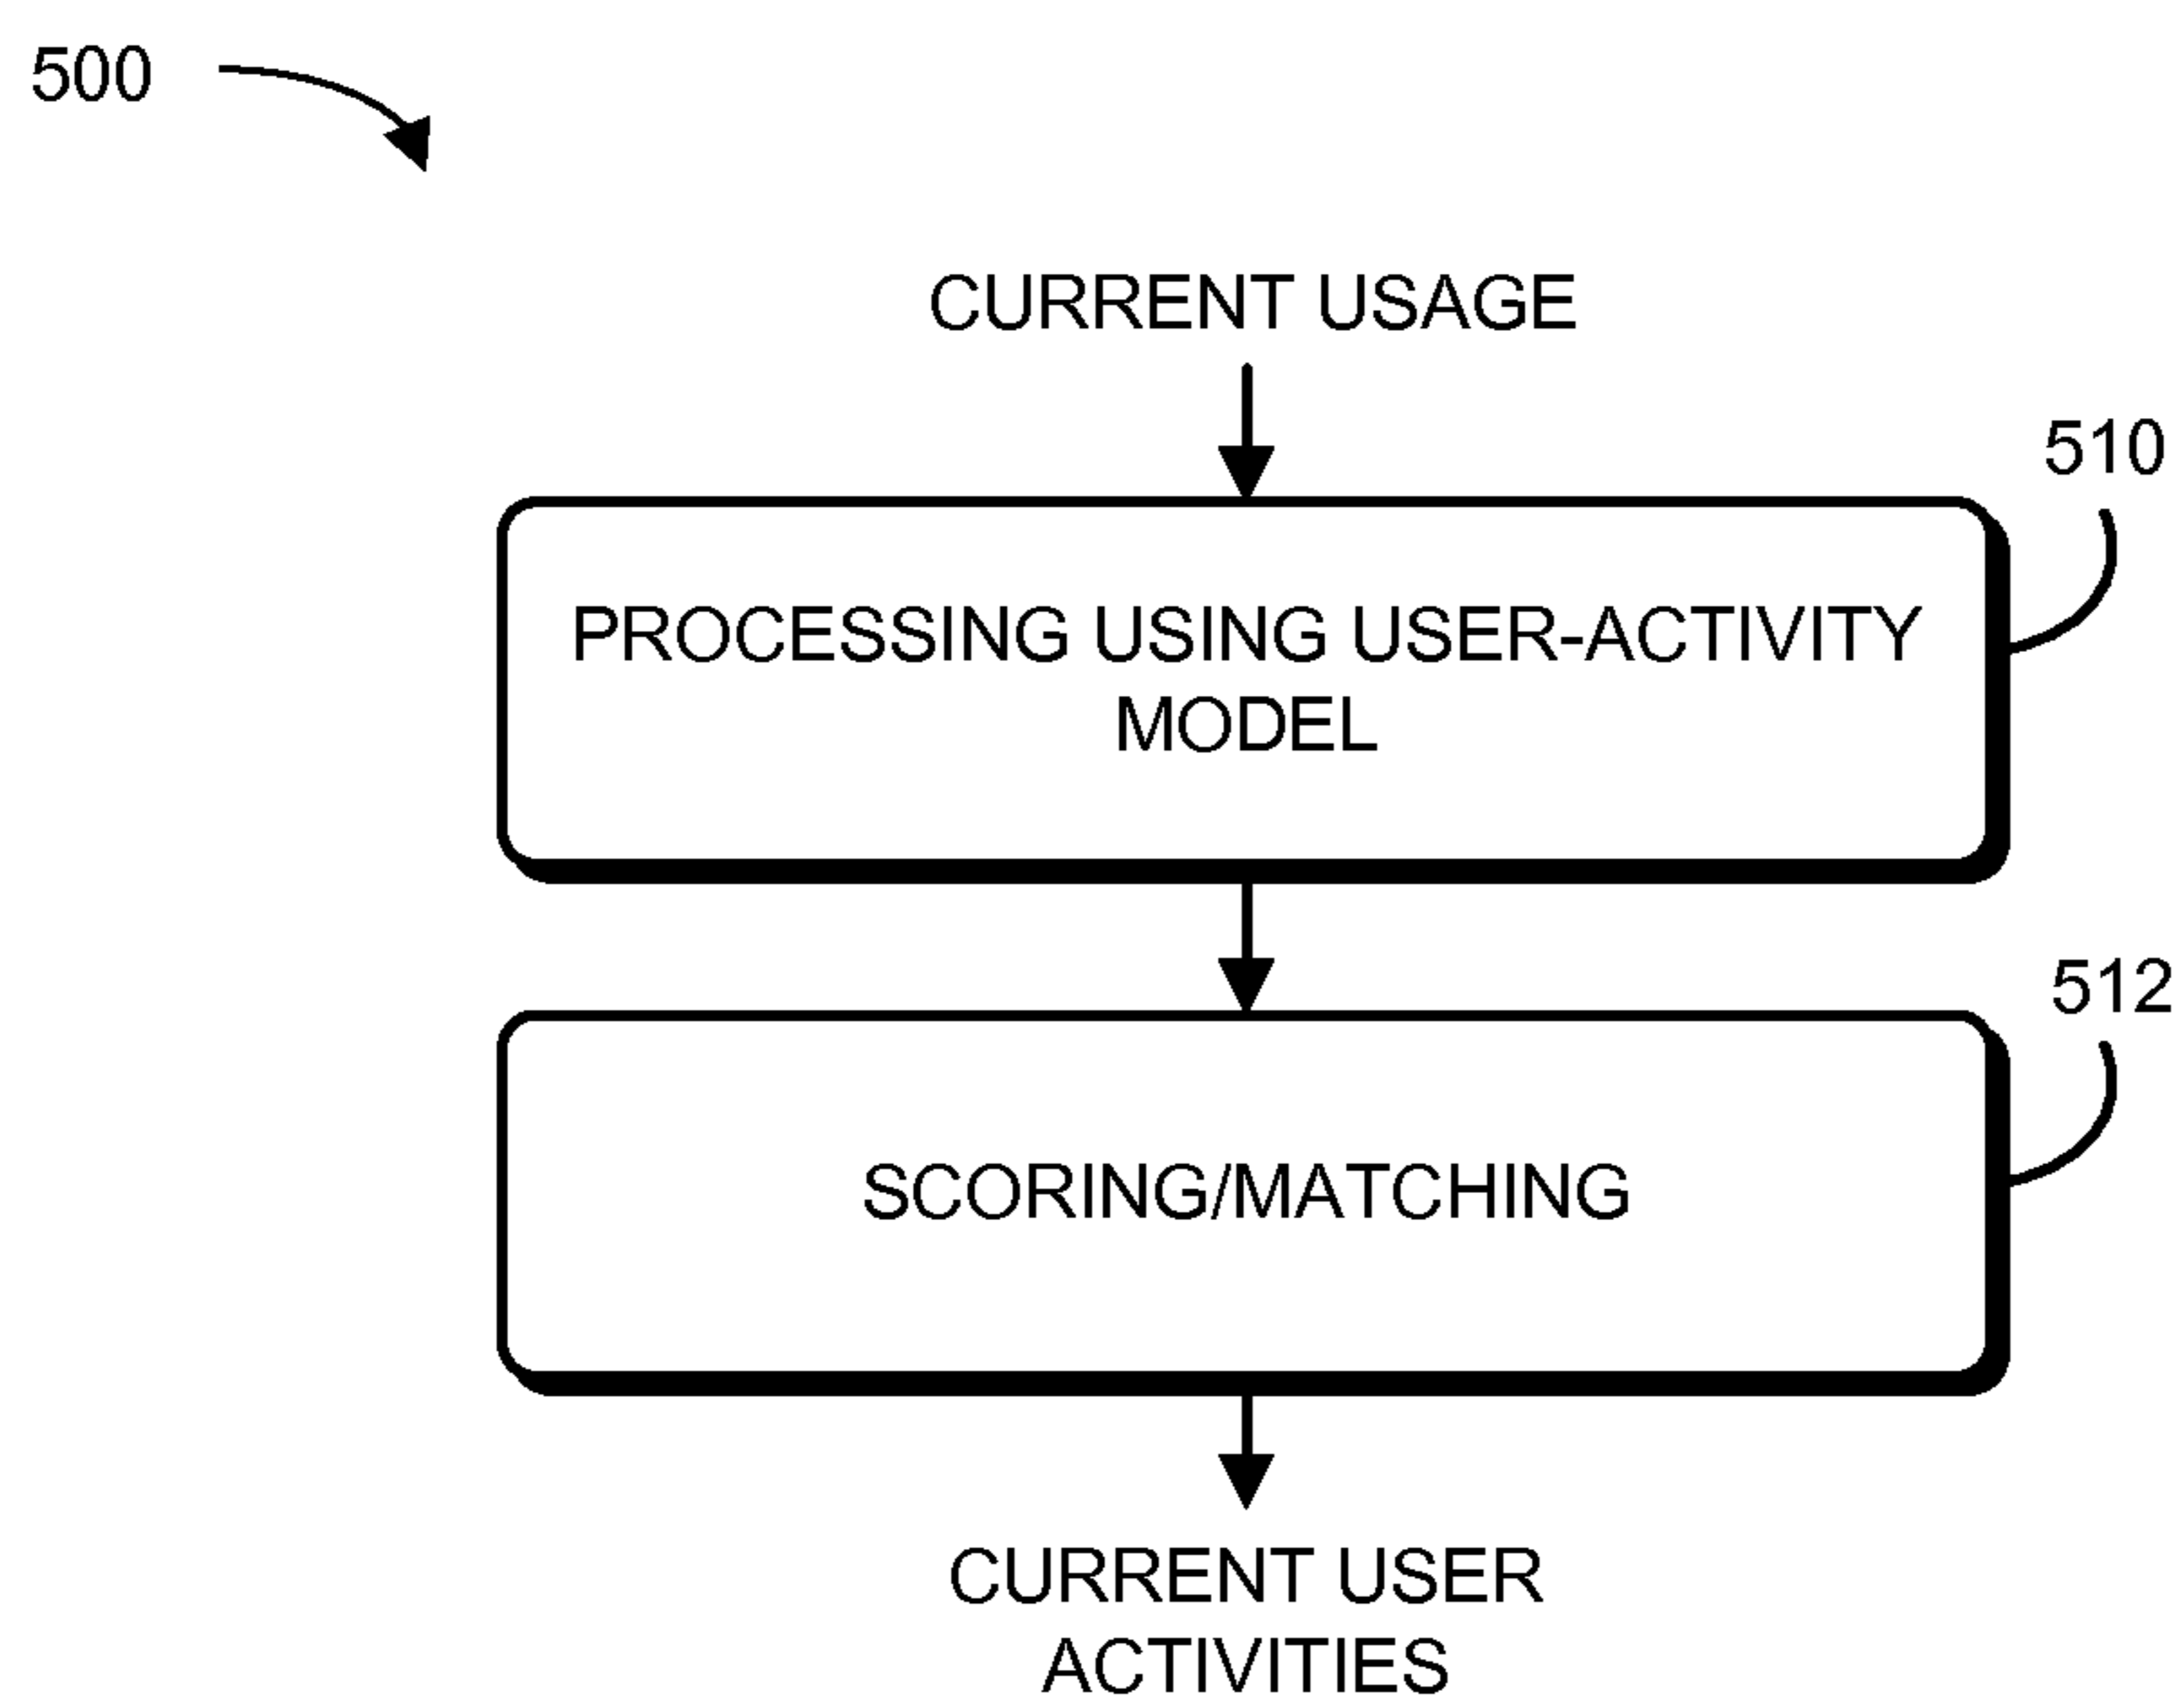 500
CURRENT USAGE
510
PROCESSING USING USER-ACTIVITY
MODEL
512
SCORING/MATCHING
CURRENT USER
ACTIVITIES